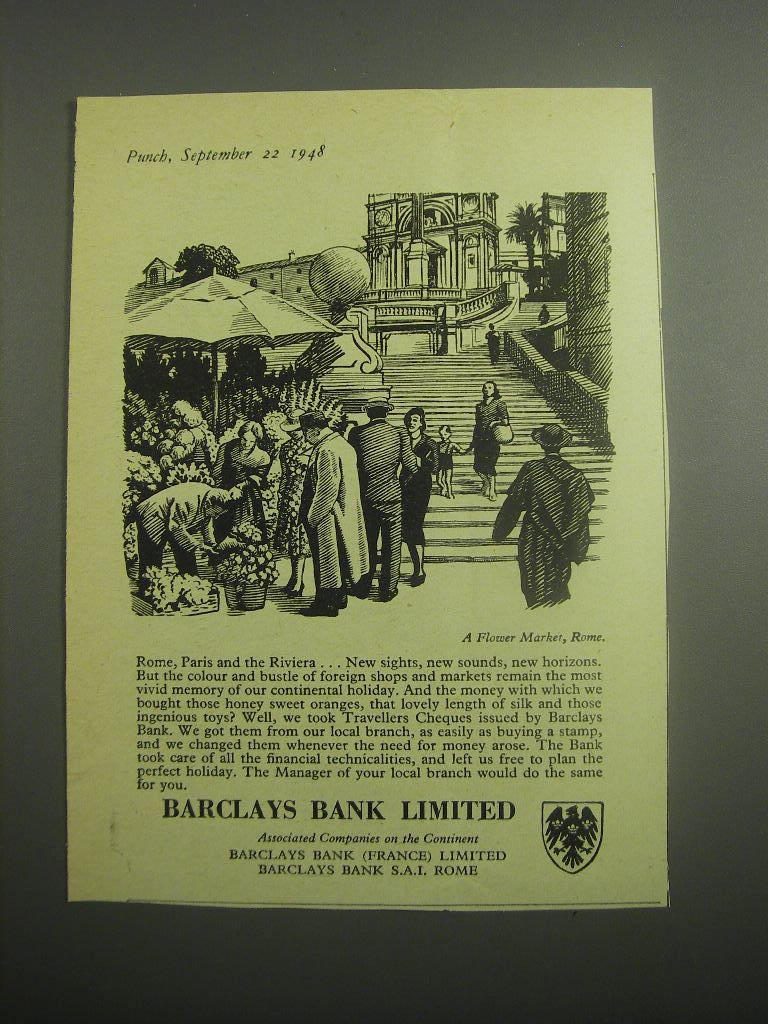 Punch, September 22 1948
A Flower Market, Rome.
Rome, Paris and the Riviera . . . New sights, new sounds, new horizons.
But the colour and bustle of foreign shops and markets remain the most
vivid memory of our continental holiday. And the money with which we
bought those honey sweet oranges, that lovely length of silk and those
ingenious toys? Well, we took Travellers Cheques issued by Barclays
Bank. We got them from our local branch, as easily as buying a stamp,
and we changed them whenever the need for money arose. The Bank
took care of all the financial technicalities, and left us free to plan the
perfect holiday. The Manager of your local branch would do the same
for you.
BARCLAYS BANK LIMITED
Associated Companies on the Continent
BARCLAYS BANK (FRANCE) LIMITED
BARCLAYS BANK S.A.I. ROME